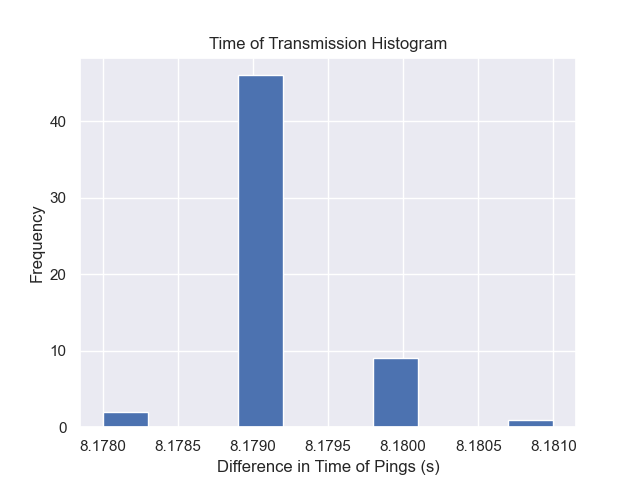 Time of Transmission Histogram
Frequency
40
30
20
10
0
8.1780 8.1785 8.1790 8.1795 8.1800 8.1805 8.1810
Difference in Time of Pings (s)